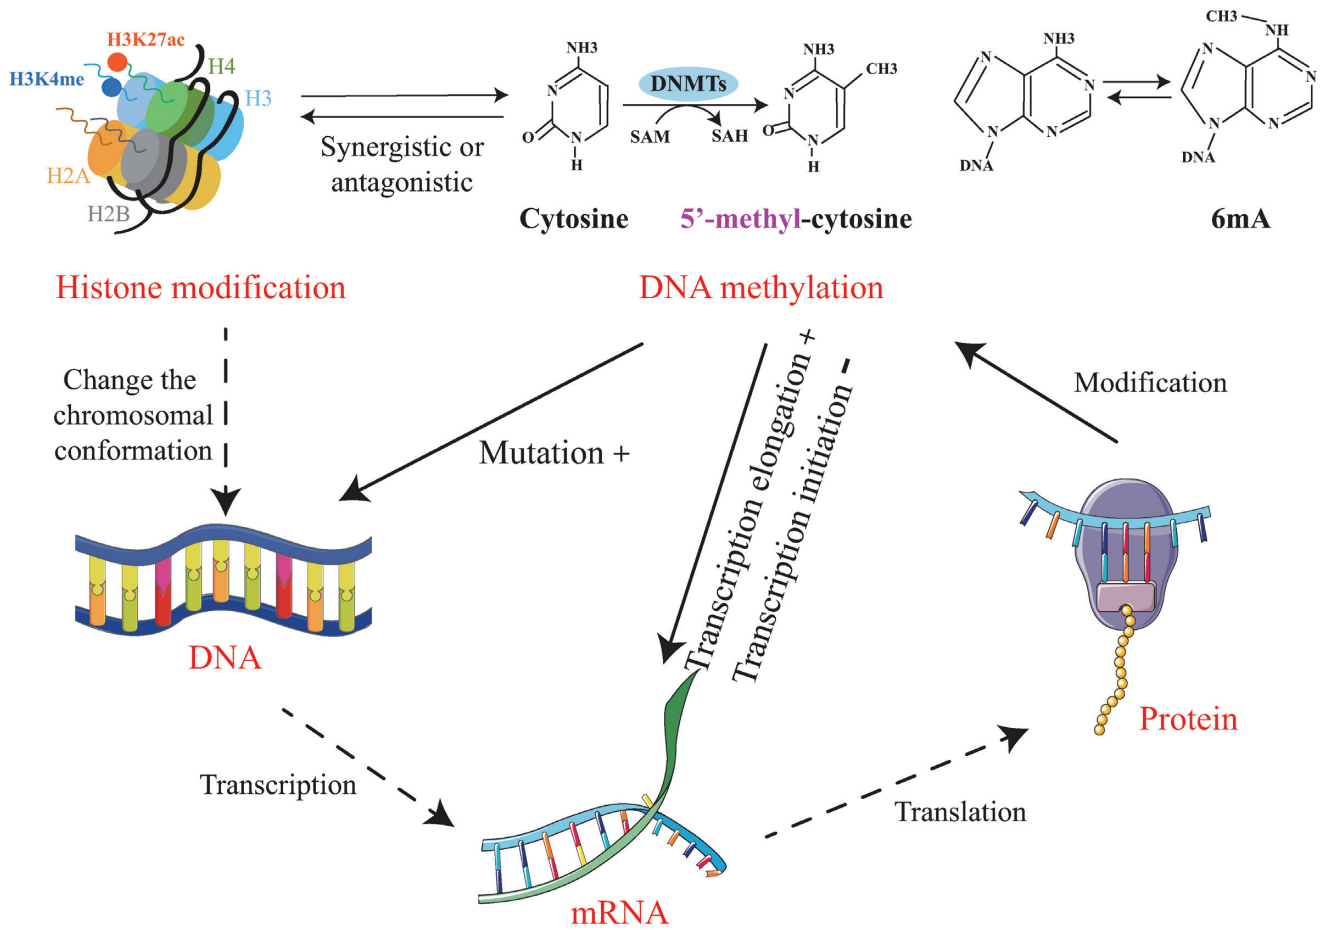 H3K27ac
H3K4me
H4
H3
H2A
H2B
Synergistic or
antagonistic
NH3
N
O
N
H
DNMTs
SAM
SAH
NH3
CH3
N
O
N
H
NH3
N
N
N
N
DNA
CH3
NH
N
N
N
N
DNA
Cytosine
5’-methyl-cytosine
6mA
Histone modification
DNA methylation
Change the
chromosomal
conformation
Mutation +
Transcription elongation +
Transcription initiation -
Modification
DNA
Protein
Transcription
Translation
mRNA